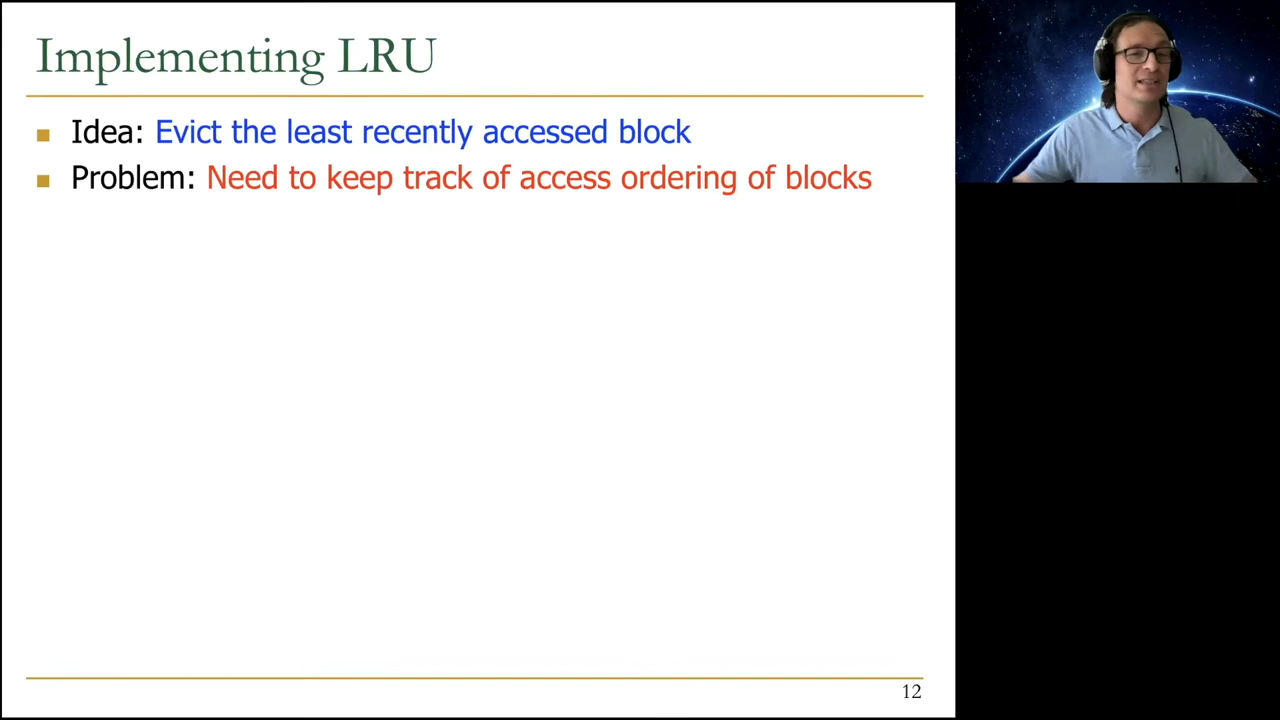 Implementing LRU
Idea: Evict the least recently accessed block
Problem: Need to keep track of access ordering of blocks
12